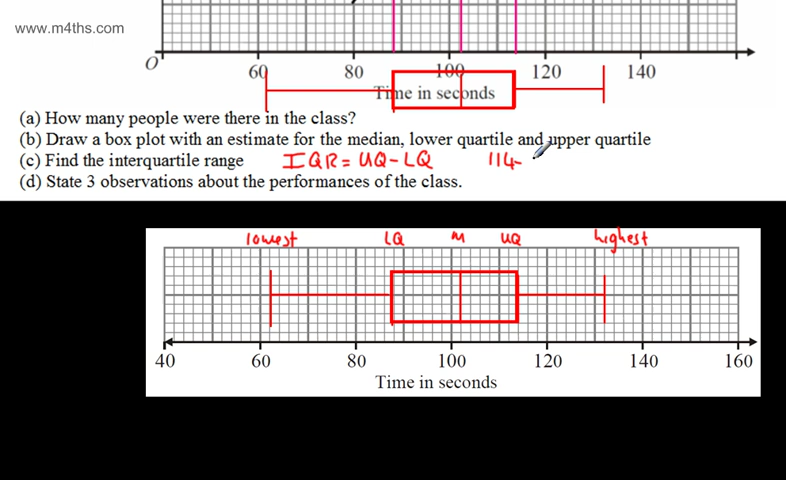 www.m4ths.com
O 60 80 100 120 140
Time in seconds
(a) How many people were there in the class?
(b) Draw a box plot with an estimate for the median, lower quartile and upper quartile
(c) Find the interquartile range IQR = UQ - LQ 114-
(d) State 3 observations about the performances of the class.
lowest LQ M UQ highest
40 60 80 100 120 140 160
Time in seconds